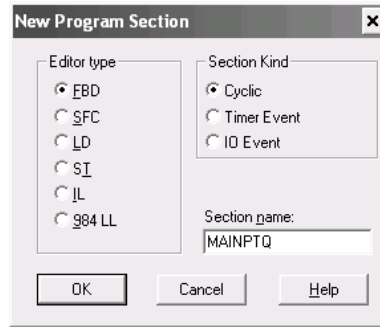 New Program Section
Editor type
FBD
SFC
LD
ST
IL
984 LL
Section Kind
Cyclic
Timer Event
IO Event
Section name:
MAINPTQ
OK
Cancel
Help